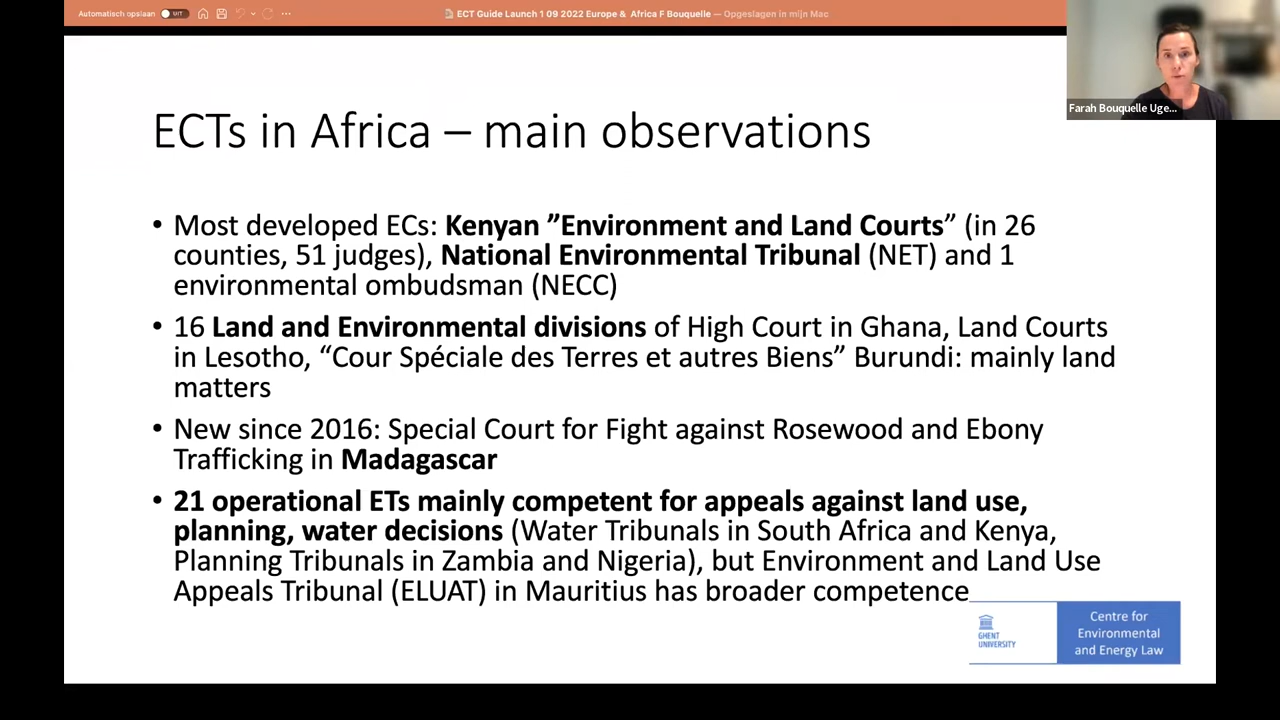 Automatisch opslaan UIT
ECT Guide Launch 1 09 2022 Europe & Africa F Bouquelle — Opgeslagen in mijn Mac
Farah Bouquelle Uge...
ECTs in Africa – main observations
• Most developed ECs: Kenyan ”Environment and Land Courts” (in 26
counties, 51 judges), National Environmental Tribunal (NET) and 1
environmental ombudsman (NECC)
• 16 Land and Environmental divisions of High Court in Ghana, Land Courts
in Lesotho, “Cour Spéciale des Terres et autres Biens” Burundi: mainly land
matters
• New since 2016: Special Court for Fight against Rosewood and Ebony
Trafficking in Madagascar
• 21 operational ETs mainly competent for appeals against land use,
planning, water decisions (Water Tribunals in South Africa and Kenya,
Planning Tribunals in Zambia and Nigeria), but Environment and Land Use
Appeals Tribunal (ELUAT) in Mauritius has broader competence
GHENT
UNIVERSITY
Centre for
Environmental
and Energy Law